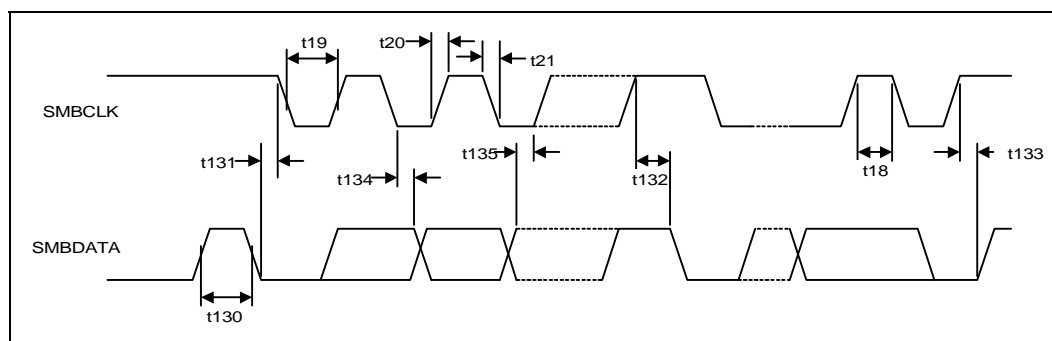 t19
t20
t21
SMBCLK
t131
t134
t135
t132
t18
t133
SMBDATA
t130